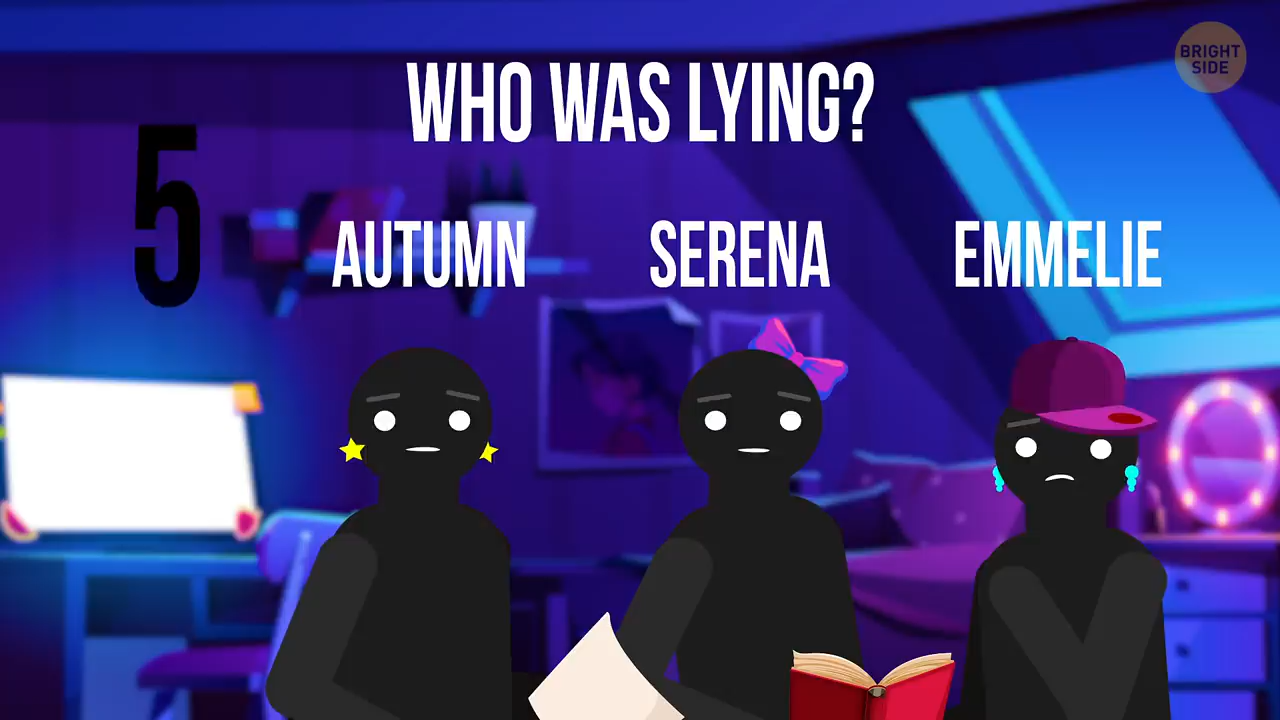 BRIGHT
SIDE
WHO WAS LYING?
5
AUTUMN
SERENA
EMMELIE